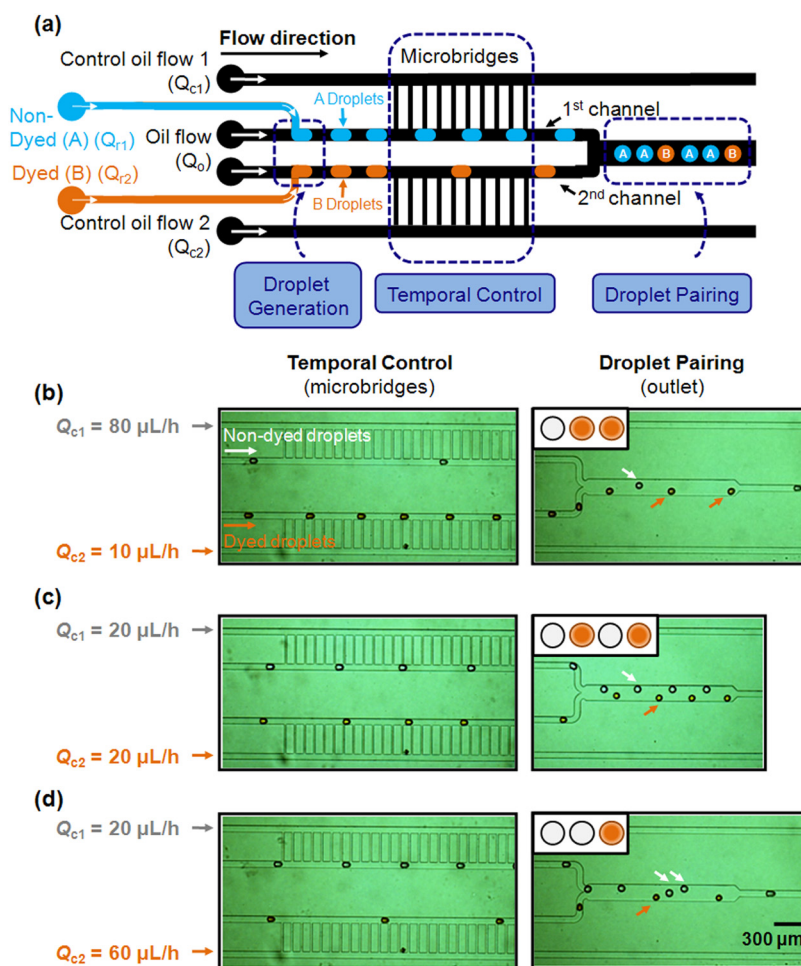 (a)
Flow direction
Control oil flow 1
(Qc1)
Microbridges
Non-
Dyed (A) (Qr1)
A Droplets
1st channel
Oil flow
(Qo)
A A B A A B
Dyed (B) (Qr2)
B Droplets
2nd channel
Control oil flow 2
(Qc2)
Droplet
Generation
Temporal Control
Droplet Pairing
Temporal Control
(microbridges)
Droplet Pairing
(outlet)
(b)
Qc1 = 80 µL/h
Non-dyed droplets
Dyed droplets
Qc2 = 10 µL/h
(c)
Qc1 = 20 µL/h
Qc2 = 20 µL/h
(d)
Qc1 = 20 µL/h
Qc2 = 60 µL/h
300 µm